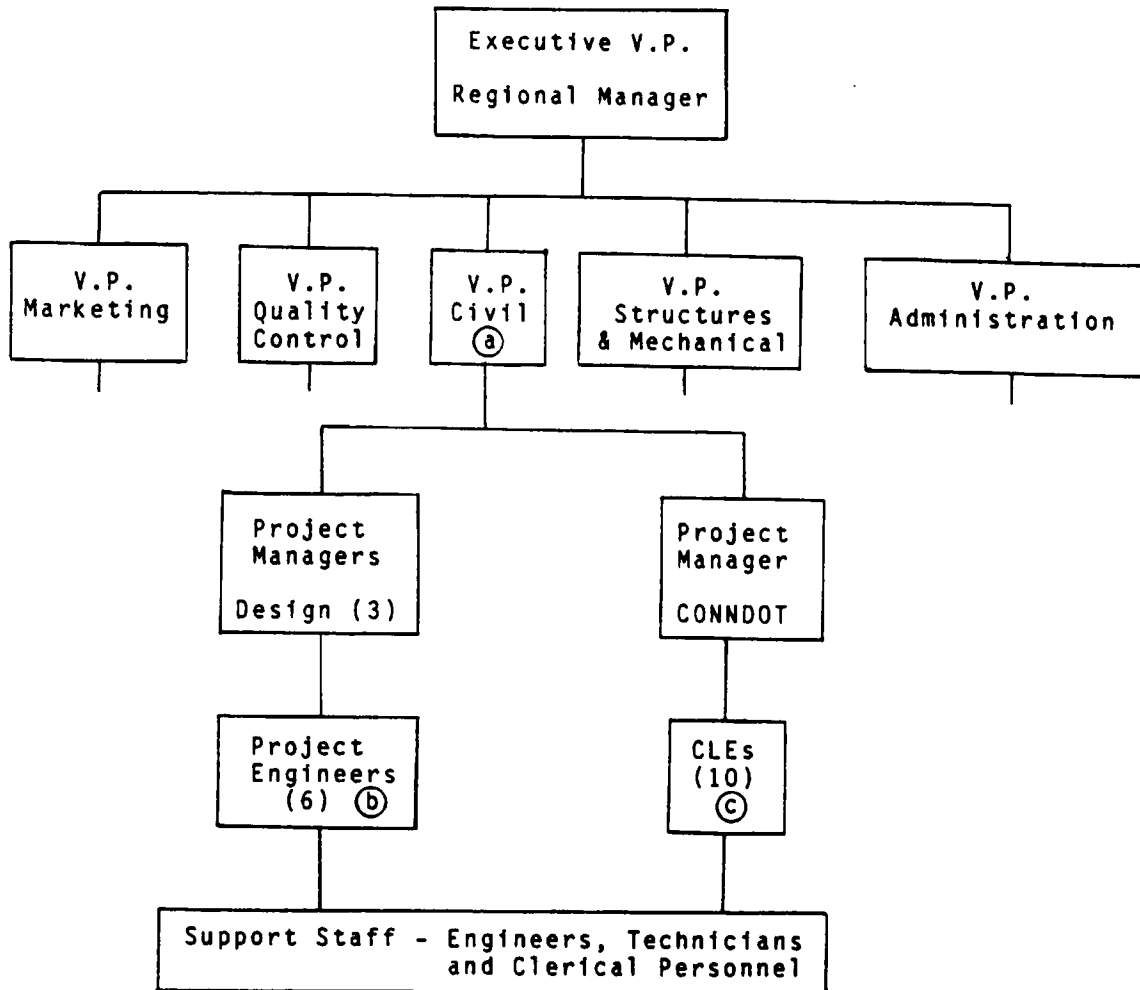 Executive V.P.
Regional Manager
V.P.
Marketing
V.P.
Quality
Control
V.P.
Civil
ⓐ
V.P.
Structures
& Mechanical
V.P.
Administration
Project
Managers
Design (3)
Project
Manager
CONNDOT
Project
Engineers
(6) ⓑ
CLEs
(10)
ⓒ
Support Staff - Engineers, Technicians
and Clerical Personnel